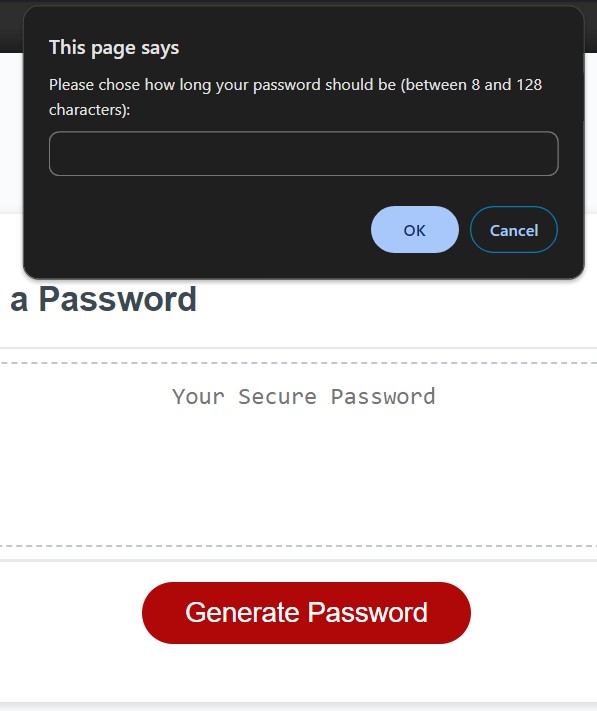 This page says
Please chose how long your password should be (between 8 and 128
characters):
OK
Cancel
a Password
Your Secure Password
Generate Password